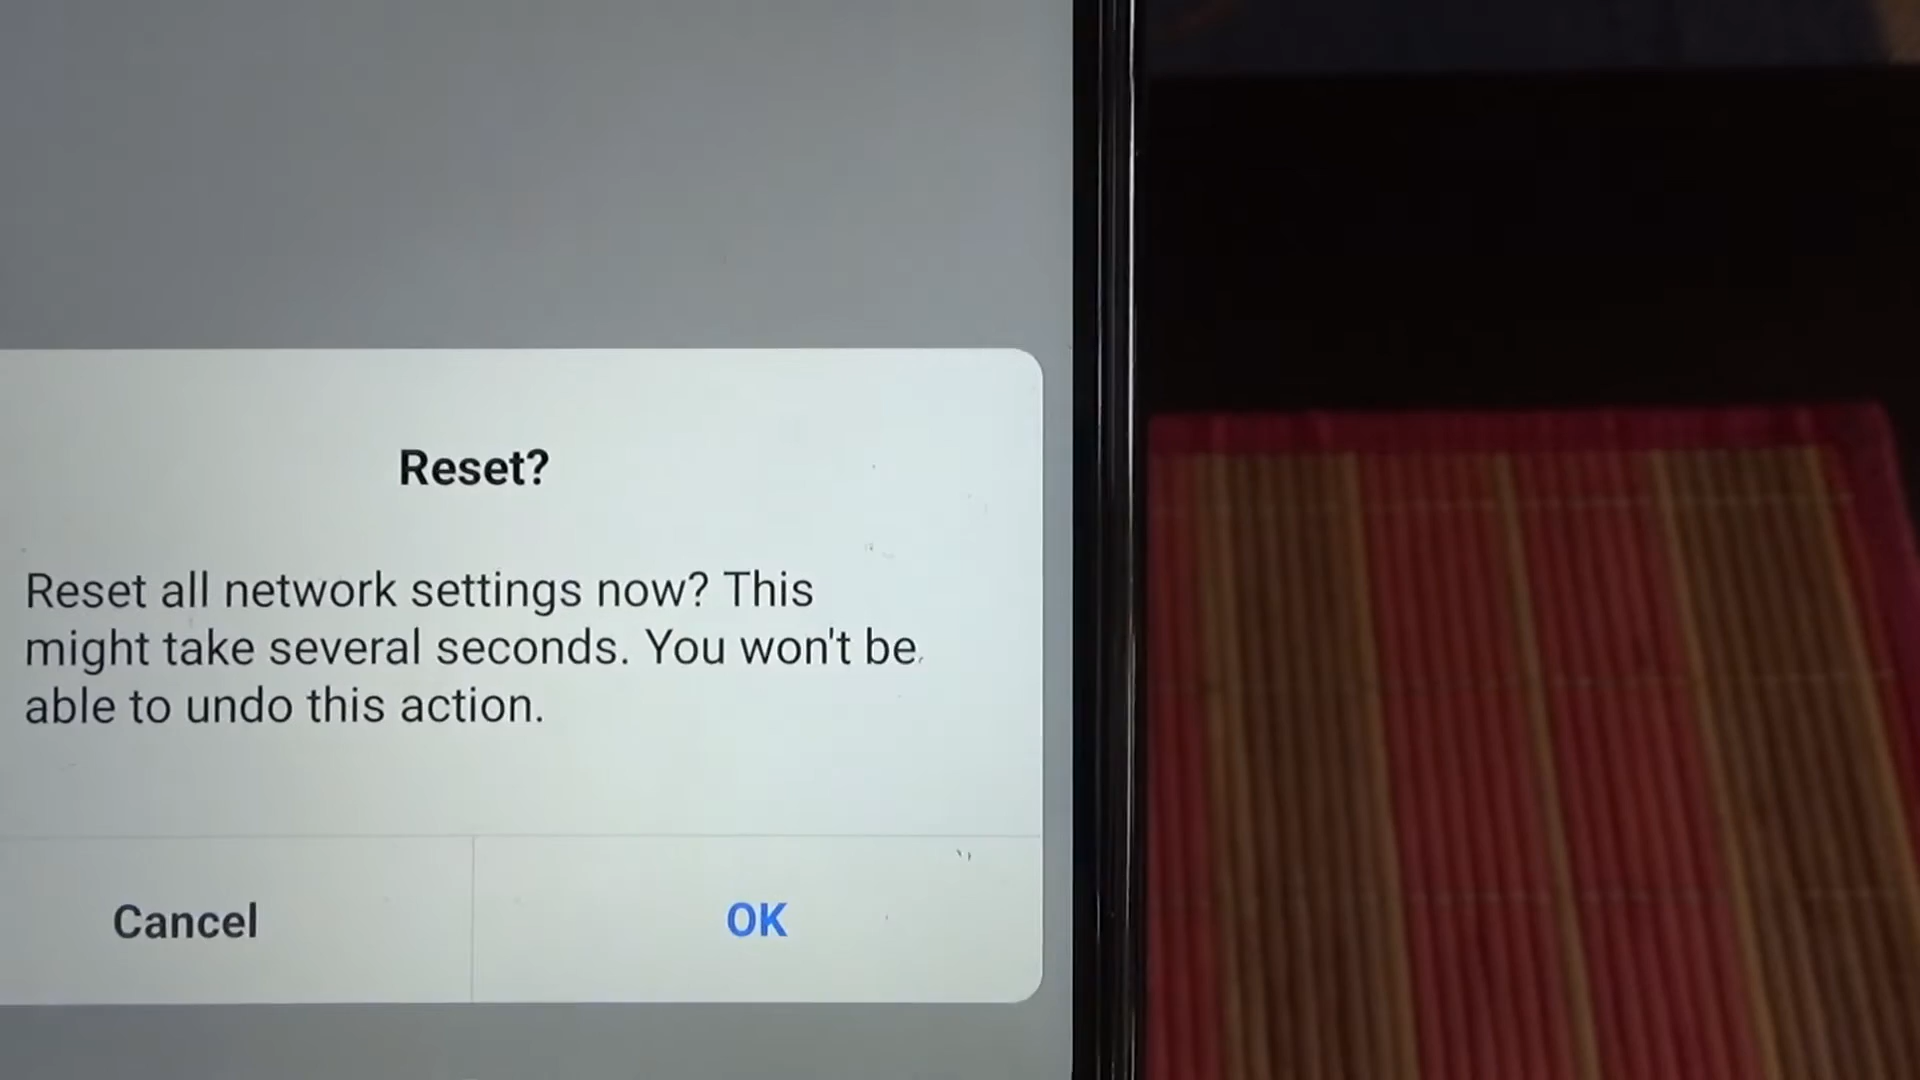 Reset?
Reset all network settings now? This
might take several seconds. You won't be
able to undo this action.
Cancel
OK